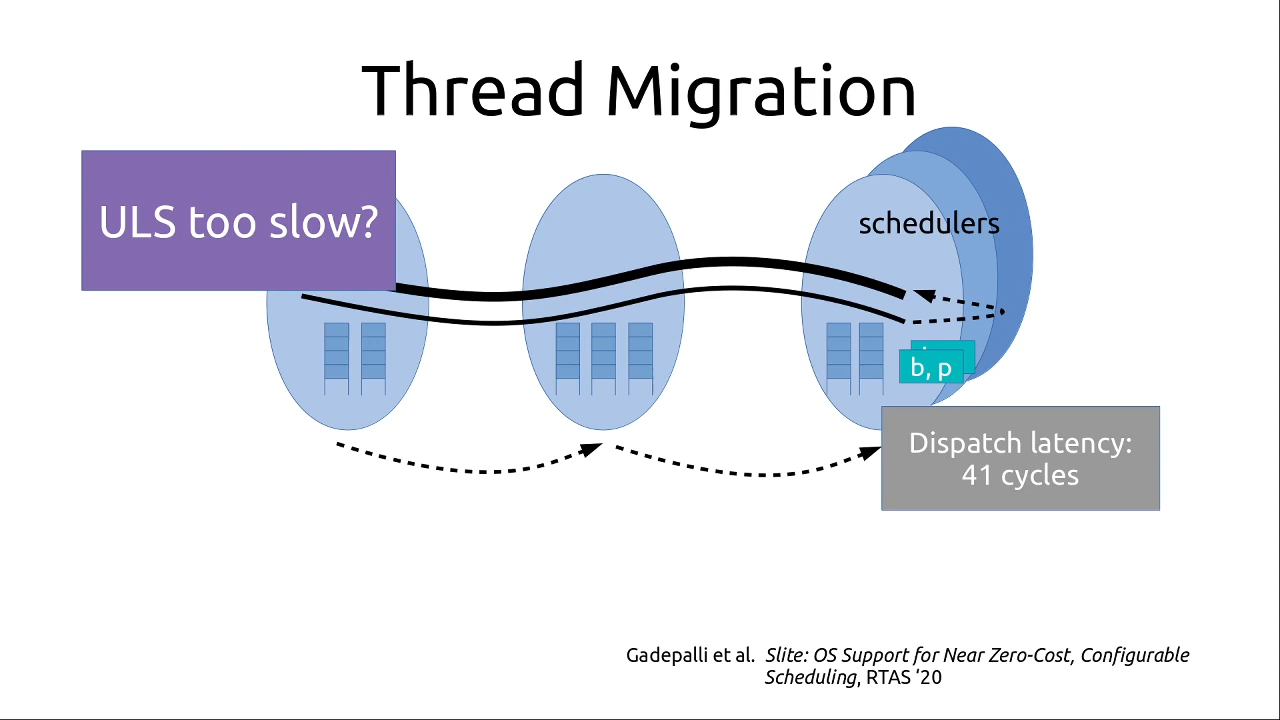 Thread Migration
ULS too slow?
schedulers
b, p
Dispatch latency:
41 cycles
Gadepalli et al. Slite: OS Support for Near Zero-Cost, Configurable
Scheduling, RTAS ‘20